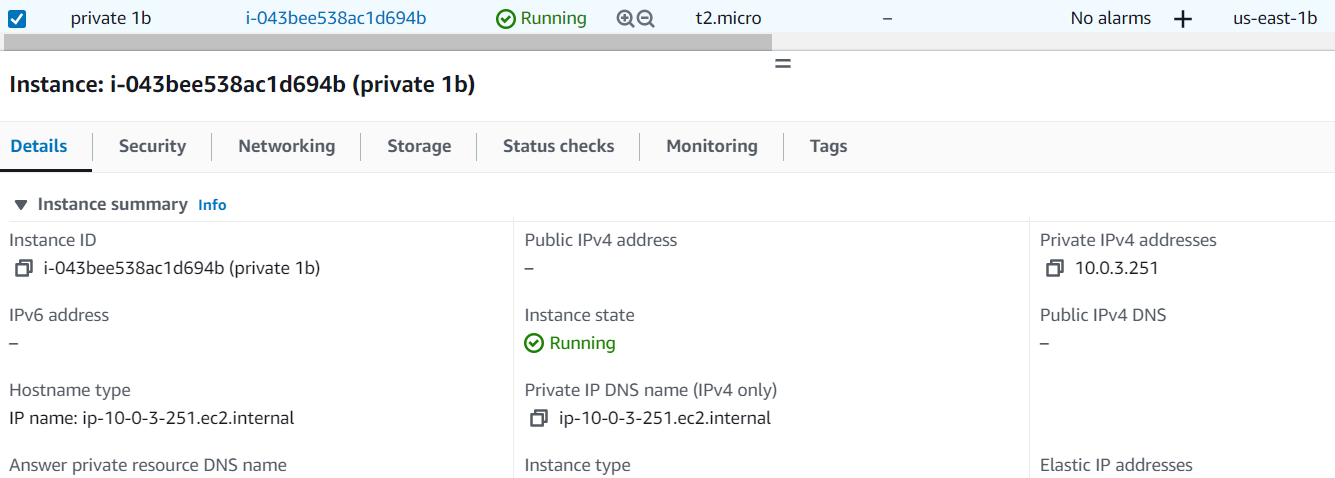 private 1b i-043bee538ac1d694b Running t2.micro – No alarms + us-east-1b
Instance: i-043bee538ac1d694b (private 1b)
Details Security Networking Storage Status checks Monitoring Tags
Instance summary Info
Instance ID Public IPv4 address Private IPv4 addresses
i-043bee538ac1d694b (private 1b) – 10.0.3.251
IPv6 address Instance state Public IPv4 DNS
– Running –
Hostname type Private IP DNS name (IPv4 only)
IP name: ip-10-0-3-251.ec2.internal ip-10-0-3-251.ec2.internal
Answer private resource DNS name Instance type Elastic IP addresses